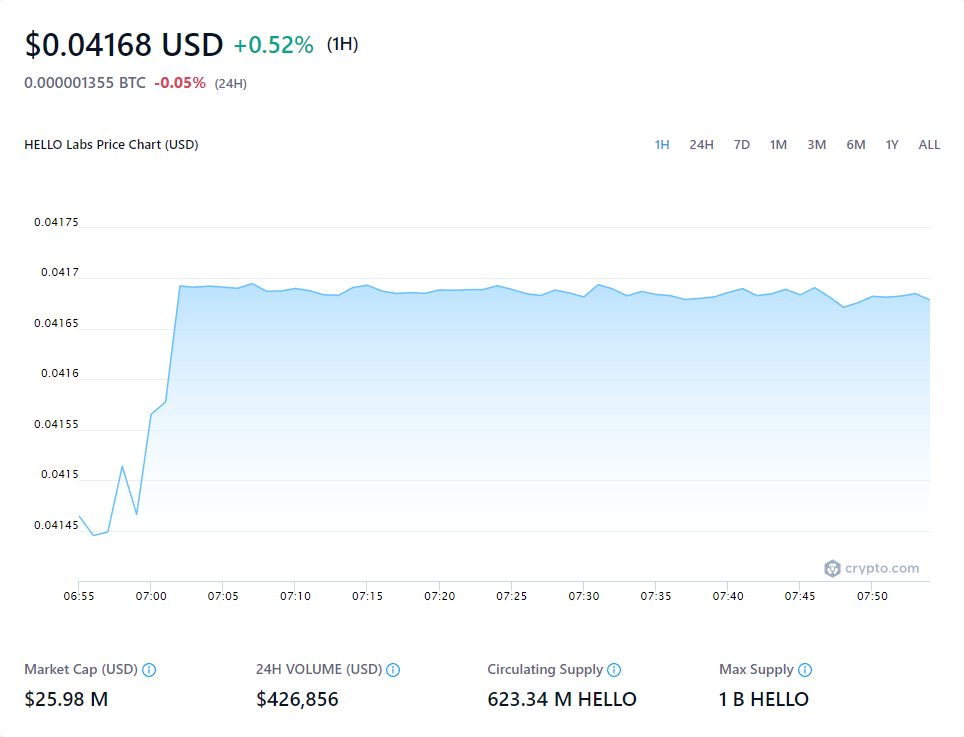 $0.04168 USD +0.52% (1H)
0.000001355 BTC -0.05% (24H)
HELLO Labs Price Chart (USD) 1H 24H 7D 1M 3M 6M 1Y ALL
0.04175
0.0417
0.04165
0.0416
0.04155
0.0415
0.04145
crypto.com
06:55 07:00 07:05 07:10 07:15 07:20 07:25 07:30 07:35 07:40 07:45 07:50
Market Cap (USD) 24H VOLUME (USD) Circulating Supply Max Supply
$25.98 M $426,856 623.34 M HELLO 1 B HELLO